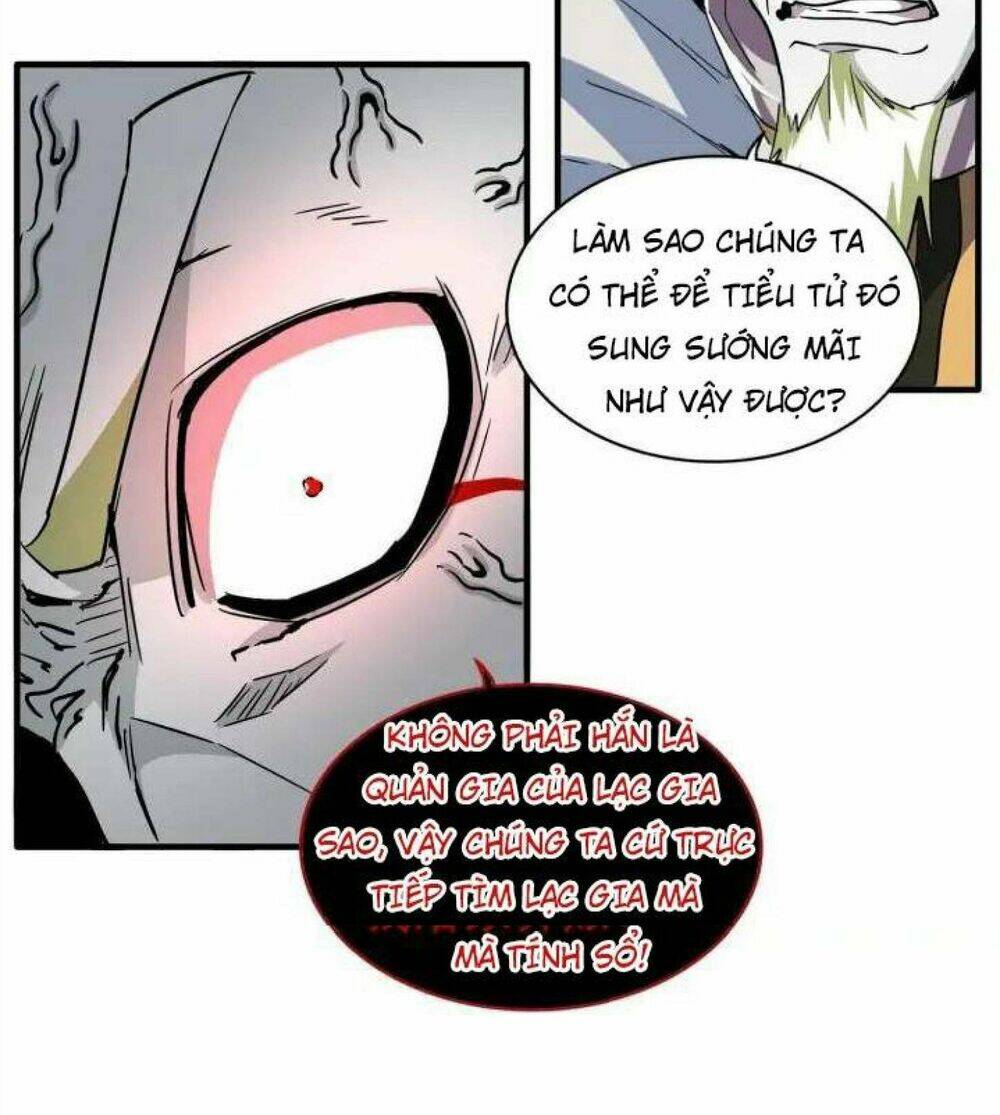 LÀM SAO CHÚNG TA
CÓ THỂ ĐỂ TIỂU TỬ ĐÓ
SUNG SƯỚNG MÃI
NHƯ VẬY ĐƯỢC?
KHÔNG PHẢI HẮN LÀ
QUẢN GIA CỦA LẠC GIA
SAO, VẬY CHÚNG TA CỨ TRỰC
TIẾP TÌM LẠC GIA MÀ
MÀ TÍNH SỔ!